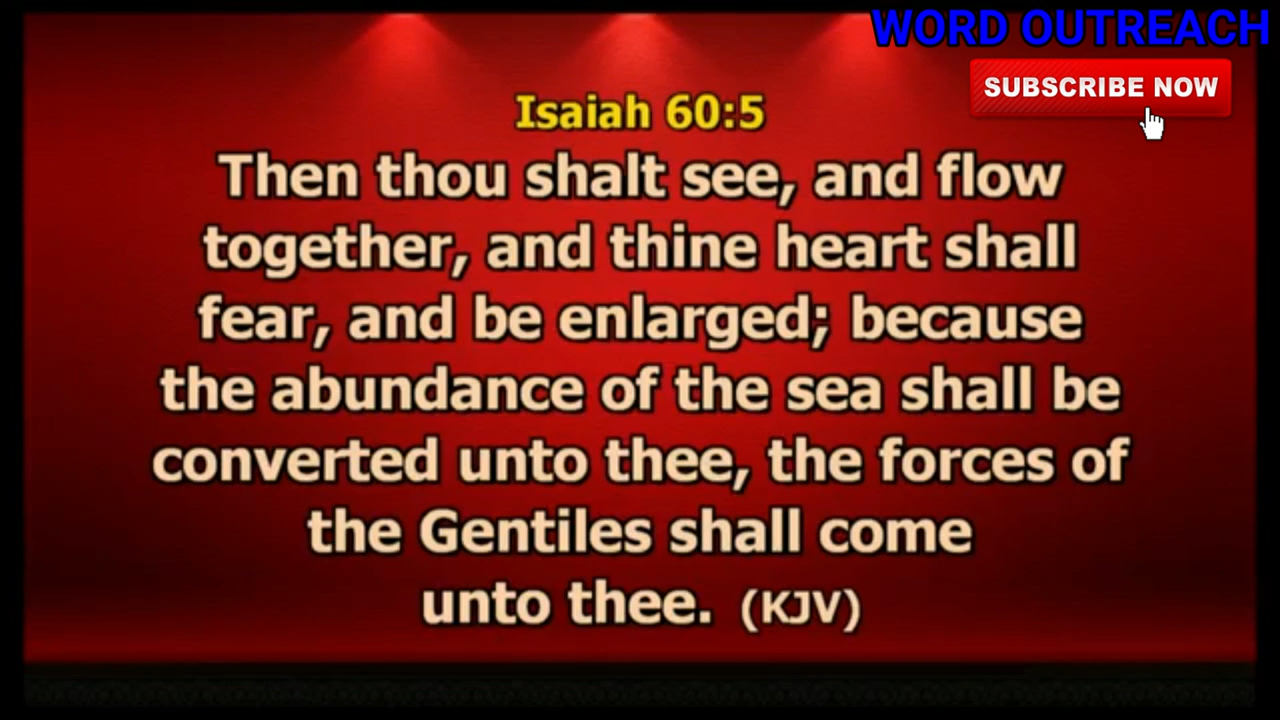 WORD OUTREACH
SUBSCRIBE NOW
Isaiah 60:5
Then thou shalt see, and flow
together, and thine heart shall
fear, and be enlarged; because
the abundance of the sea shall be
converted unto thee, the forces of
the Gentiles shall come
unto thee. (KJV)